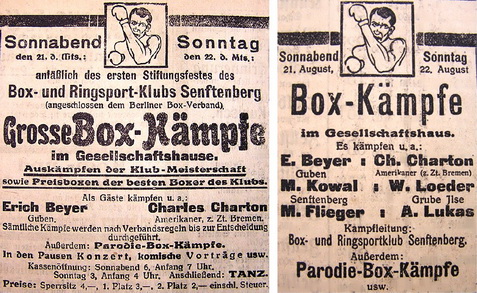 Sonnabend
den 21. d. Mts.:
Sonntag
den 22. d. Mts.:
anläßlich des ersten Stiftungsfestes des
Box- und Ringsport-Klubs Senftenberg
(angeschlossen dem Berliner Box-Verband),
Grosse Box-Kämpfe
im Gesellschaftshause.
Auskämpfen der Klub-Meisterschaft
sowie Preisboxen der besten Boxer des Klubs.
Als Gäste kämpfen u. a.:
Erich Beyer Charles Charton
Guben, Amerikaner, z. Zt. Bremen.
Sämtliche Kämpfe werden nach Verbandsregeln bis zur Entscheidung
durchgeführt.
Außerdem: Parodie-Box-Kämpfe.
In den Pausen Konzert, komische Vorträge usw.
Kassenöffnung: Sonnabend 6, Anfang 7 Uhr,
Sonntag 3, Anfang 4 Uhr. Anschließend: TANZ.
Preise: Sperrsitz 4,—, 1. Platz 3,—, 2. Platz 2,— einschl. Steuer.
Sonnabend
21. August,
Sonntag
22. August
Box-Kämpfe
im Gesellschaftshaus.
Es kämpfen u. a.:
E. Beyer : Ch. Charton
Guben Amerikaner (z. Zt. Bremen)
M. Kowal : W. Loeder
Senftenberg Grube Ilse
M. Flieger : A. Lukas
Kampfleitung:
Box- und Ringsportklub Senftenberg.
Außerdem:
Parodie-Box-Kämpfe
usw.